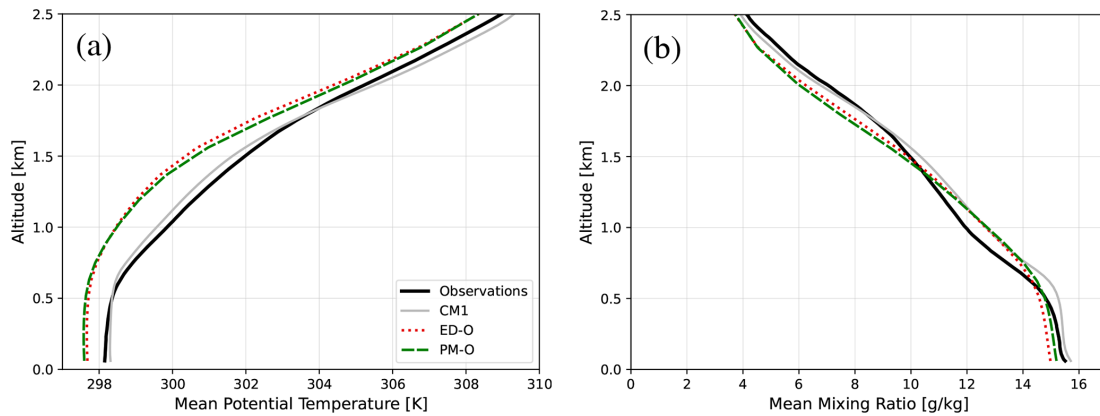 (a)
2.5
2.0
1.5
1.0
0.5
0.0
Altitude [km]
298 300 302 304 306 308 310
Mean Potential Temperature [K]
Observations
CM1
ED-O
PM-O
(b)
2.5
2.0
1.5
1.0
0.5
0.0
Altitude [km]
0 2 4 6 8 10 12 14 16
Mean Mixing Ratio [g/kg]